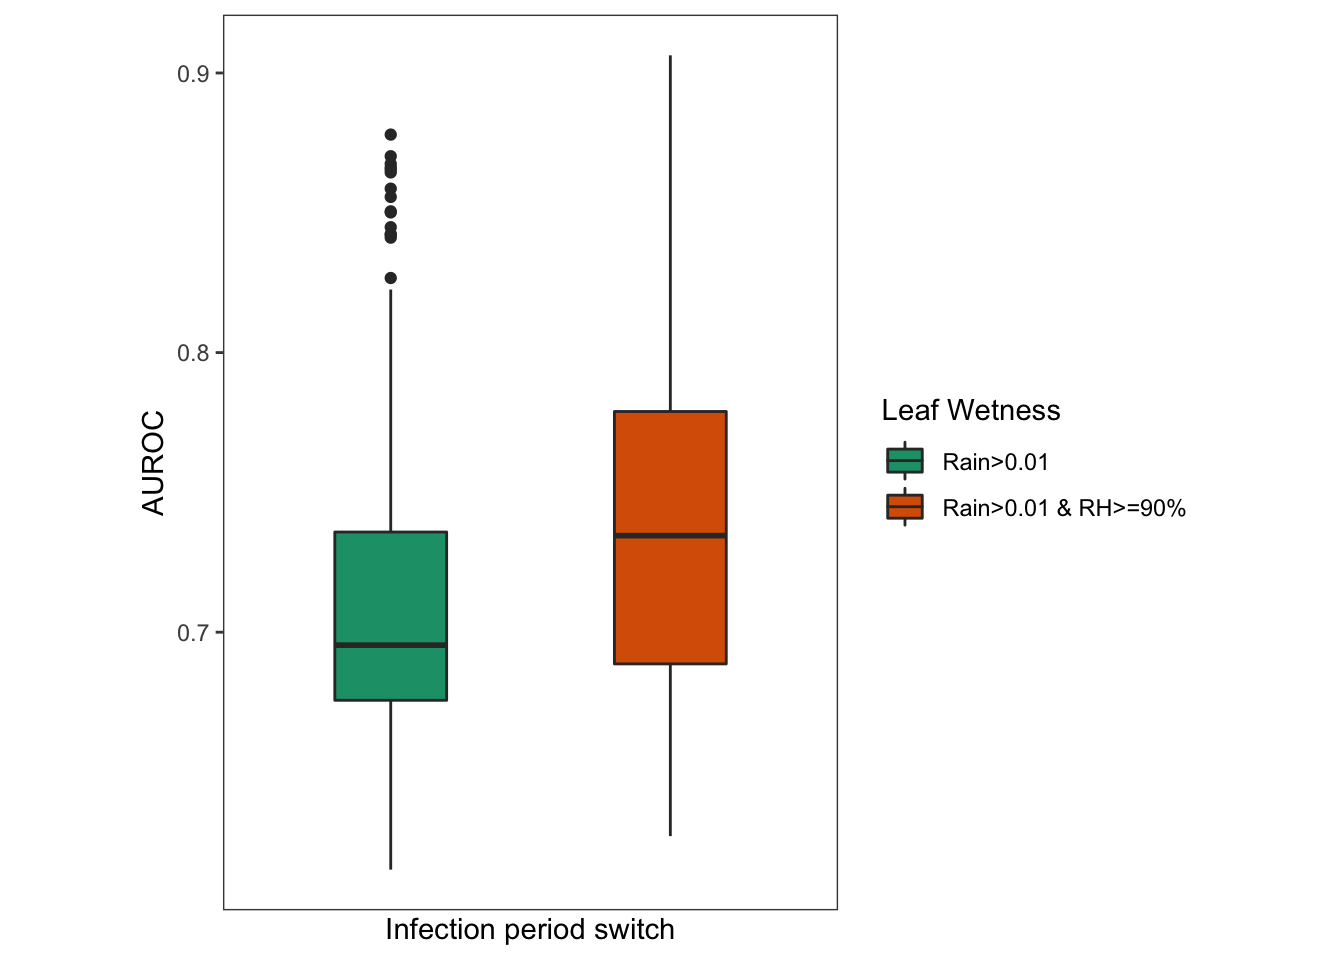 0.9
0.8
0.7
AUROC
Infection period switch
Leaf Wetness
Rain>0.01
Rain>0.01 & RH>=90%